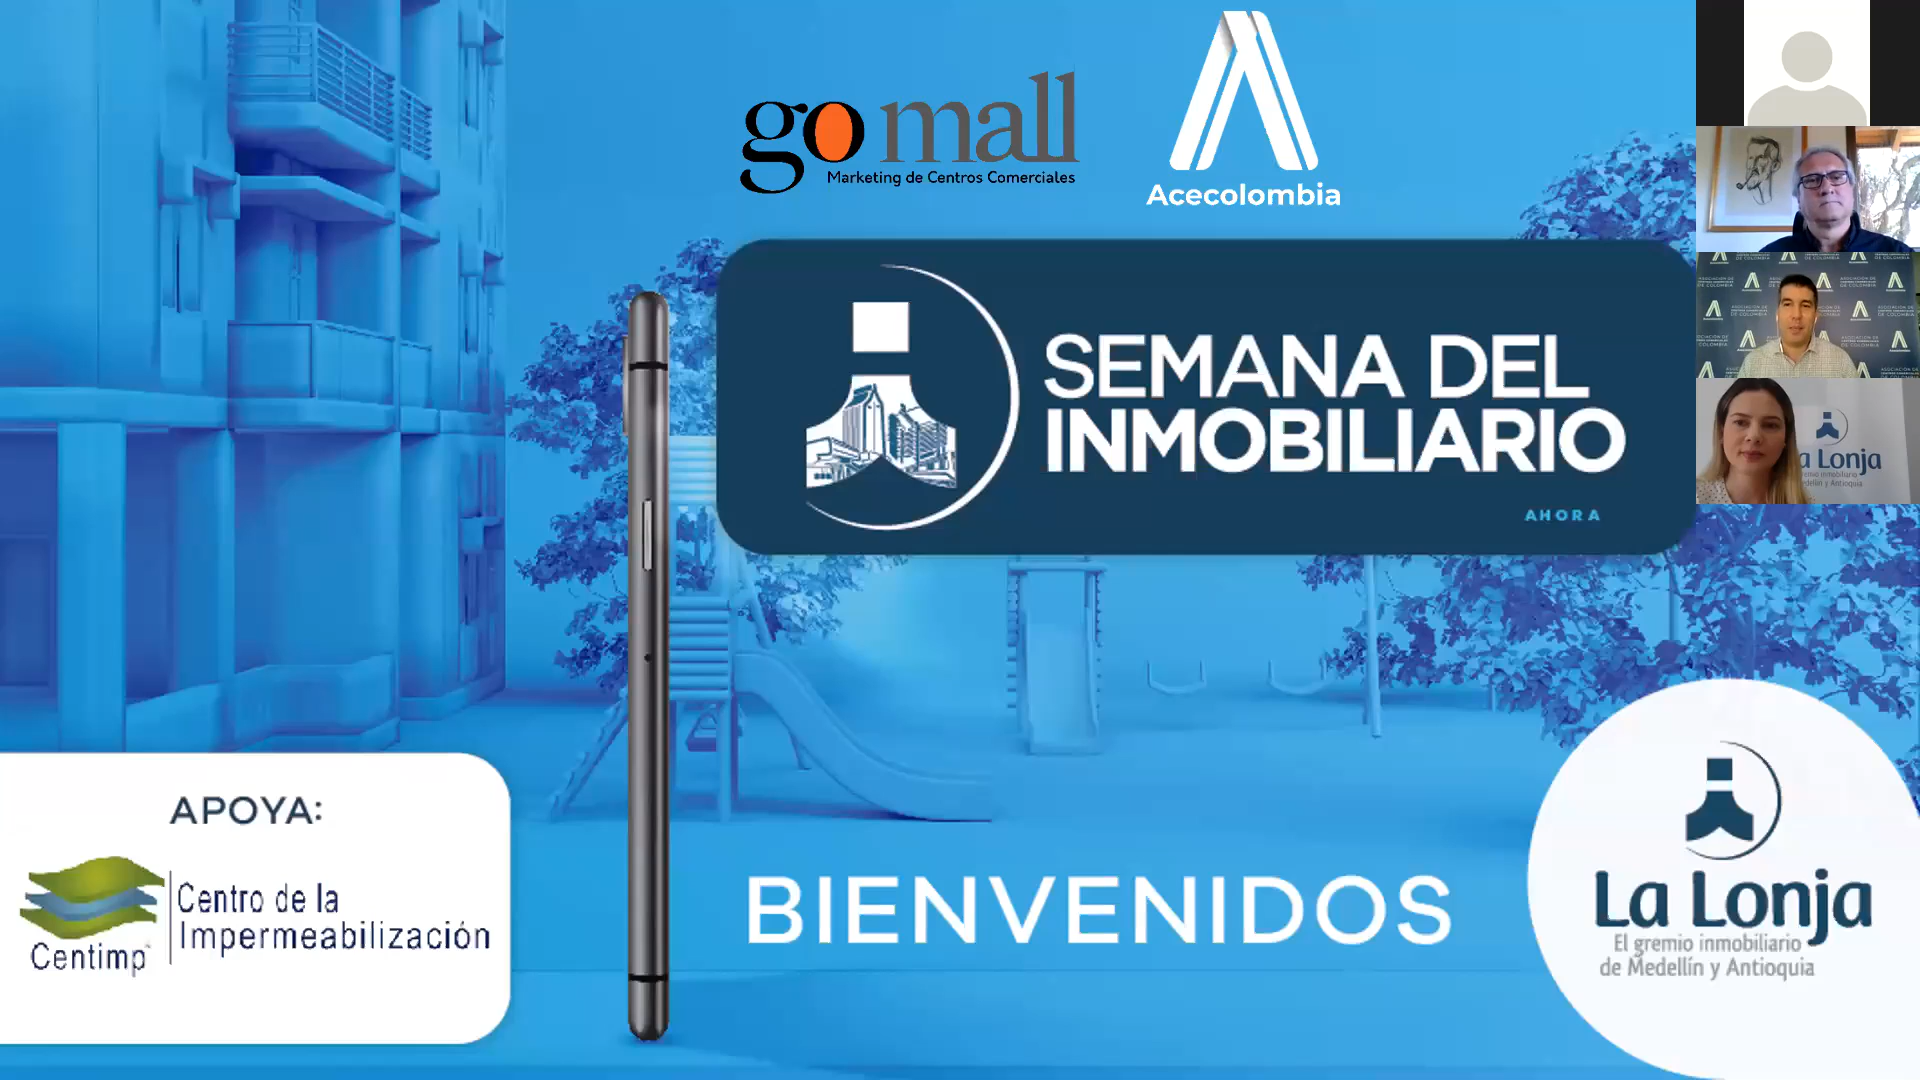 go mall
Marketing de Centros Comerciales
Acecolombia
SEMANA DEL
INMOBILIARIO
AHORA
APOYA:
Centimp
Centro de la
Impermeabilización
BIENVENIDOS
La Lonja
El gremio inmobiliario
de Medellín y Antioquia
a Lonja